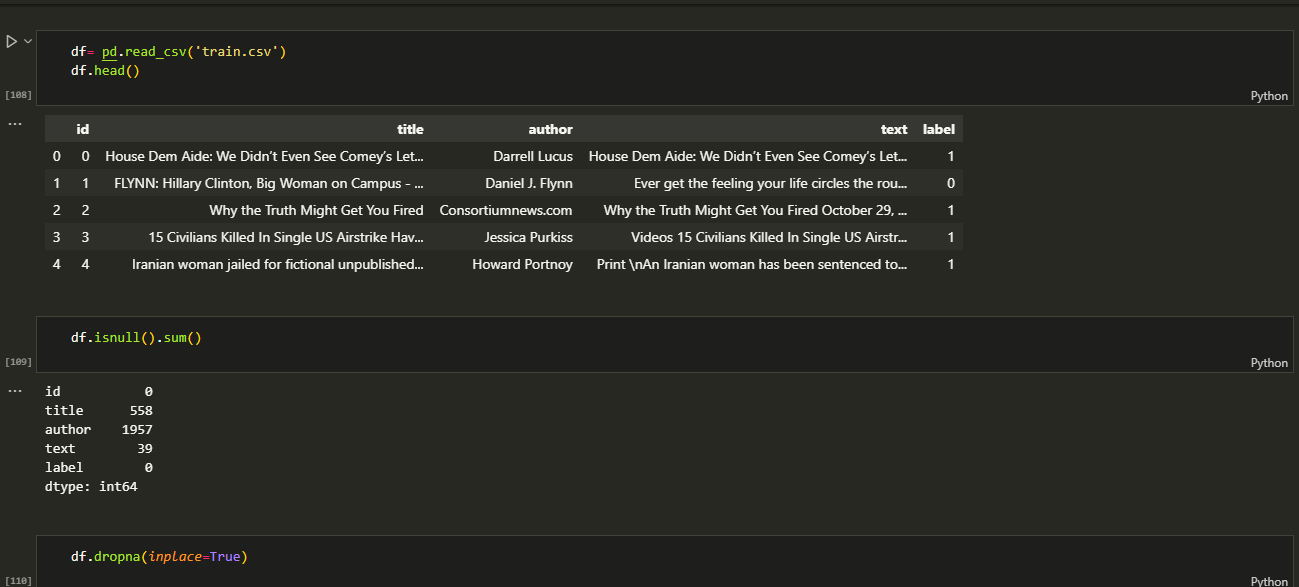 df= pd.read_csv('train.csv')
df.head()
[108]
Python
id title author text label
0 0 House Dem Aide: We Didn’t Even See Comey’s Let... Darrell Lucus House Dem Aide: We Didn’t Even See Comey’s Let... 1
1 1 FLYNN: Hillary Clinton, Big Woman on Campus - ... Daniel J. Flynn Ever get the feeling your life circles the rou... 0
2 2 Why the Truth Might Get You Fired Consortiumnews.com Why the Truth Might Get You Fired October 29, ... 1
3 3 15 Civilians Killed In Single US Airstrike Hav... Jessica Purkiss Videos 15 Civilians Killed In Single US Airstr... 1
4 4 Iranian woman jailed for fictional unpublished... Howard Portnoy Print \nAn Iranian woman has been sentenced to... 1
df.isnull().sum()
[109]
Python
id 0
title 558
author 1957
text 39
label 0
dtype: int64
df.dropna(inplace=True)
[110]
Python